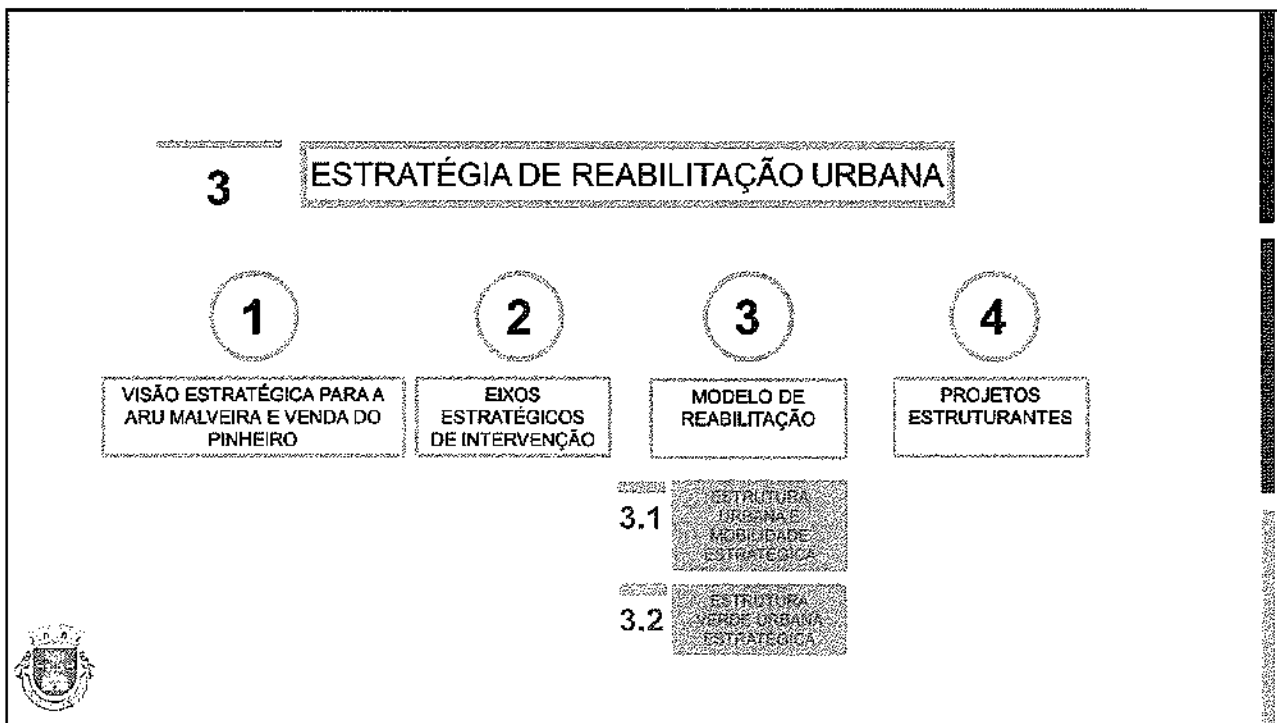 3
ESTRATÉGIA DE REABILITAÇÃO URBANA
1
VISÃO ESTRATÉGICA PARA A
ARU MALVEIRA E VENDA DO
PINHEIRO
2
EIXOS
ESTRATÉGICOS
DE INTERVENÇÃO
3
MODELO DE
REABILITAÇÃO
4
PROJETOS
ESTRUTURANTES
3.1
ESTRUTURA
URBANA E
MOBILIDADE
ESTRATÉGICA
3.2
ESTRUTURA
VERDE URBANA
ESTRATÉGICA